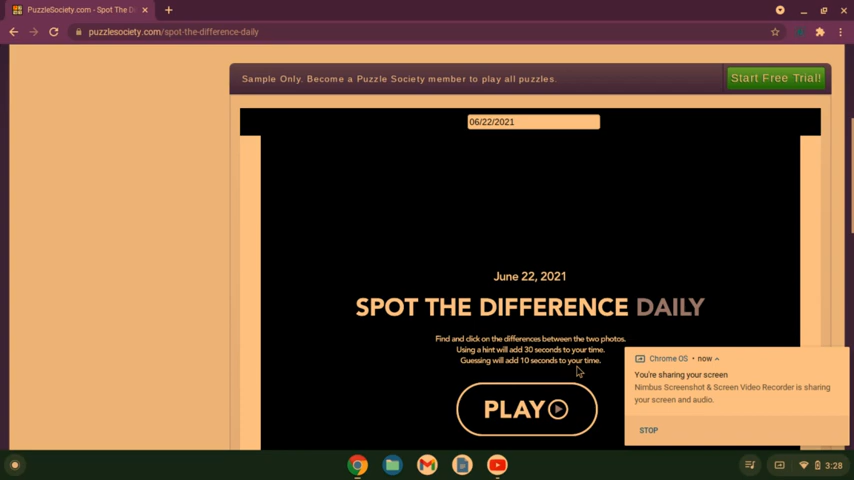 PuzzleSociety.com - Spot The Di
puzzlesociety.com/spot-the-difference-daily
Sample Only. Become a Puzzle Society member to play all puzzles.
Start Free Trial!
06/22/2021
June 22, 2021
SPOT THE DIFFERENCE DAILY
Find and click on the differences between the two photos.
Using a hint will add 30 seconds to your time.
Guessing will add 10 seconds to your time.
PLAY
Chrome OS • now
You're sharing your screen
Nimbus Screenshot & Screen Video Recorder is sharing
your screen and audio.
STOP
3:28